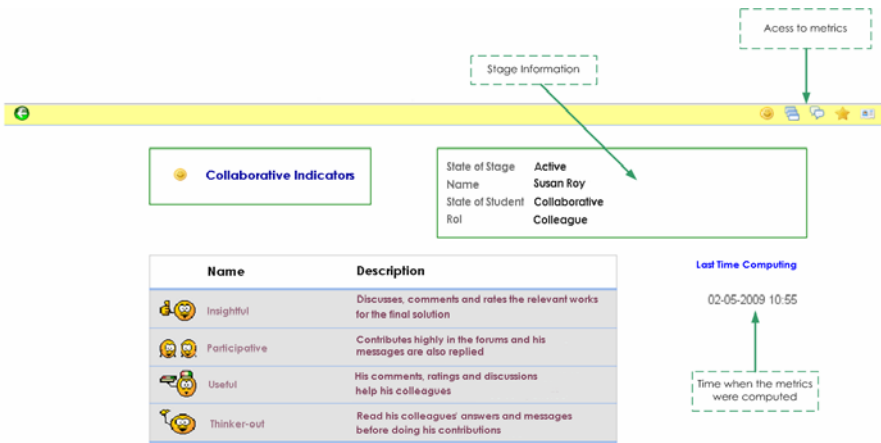 Acess to metrics
Stage Information
Collaborative Indicators
State of Stage Active
Name Susan Roy
State of Student Collaborative
Rol Colleague
Name Description
Insightful
Discusses, comments and rates the relevant works
for the final solution
Participative
Contributes highly in the forums and his
messages are also replied
Useful
His comments, ratings and discussions
help his colleagues
Thinker-out
Read his colleagues' answers and messages
before doing his contributions
Last Time Computing
02-05-2009 10:55
Time when the metrics
were computed